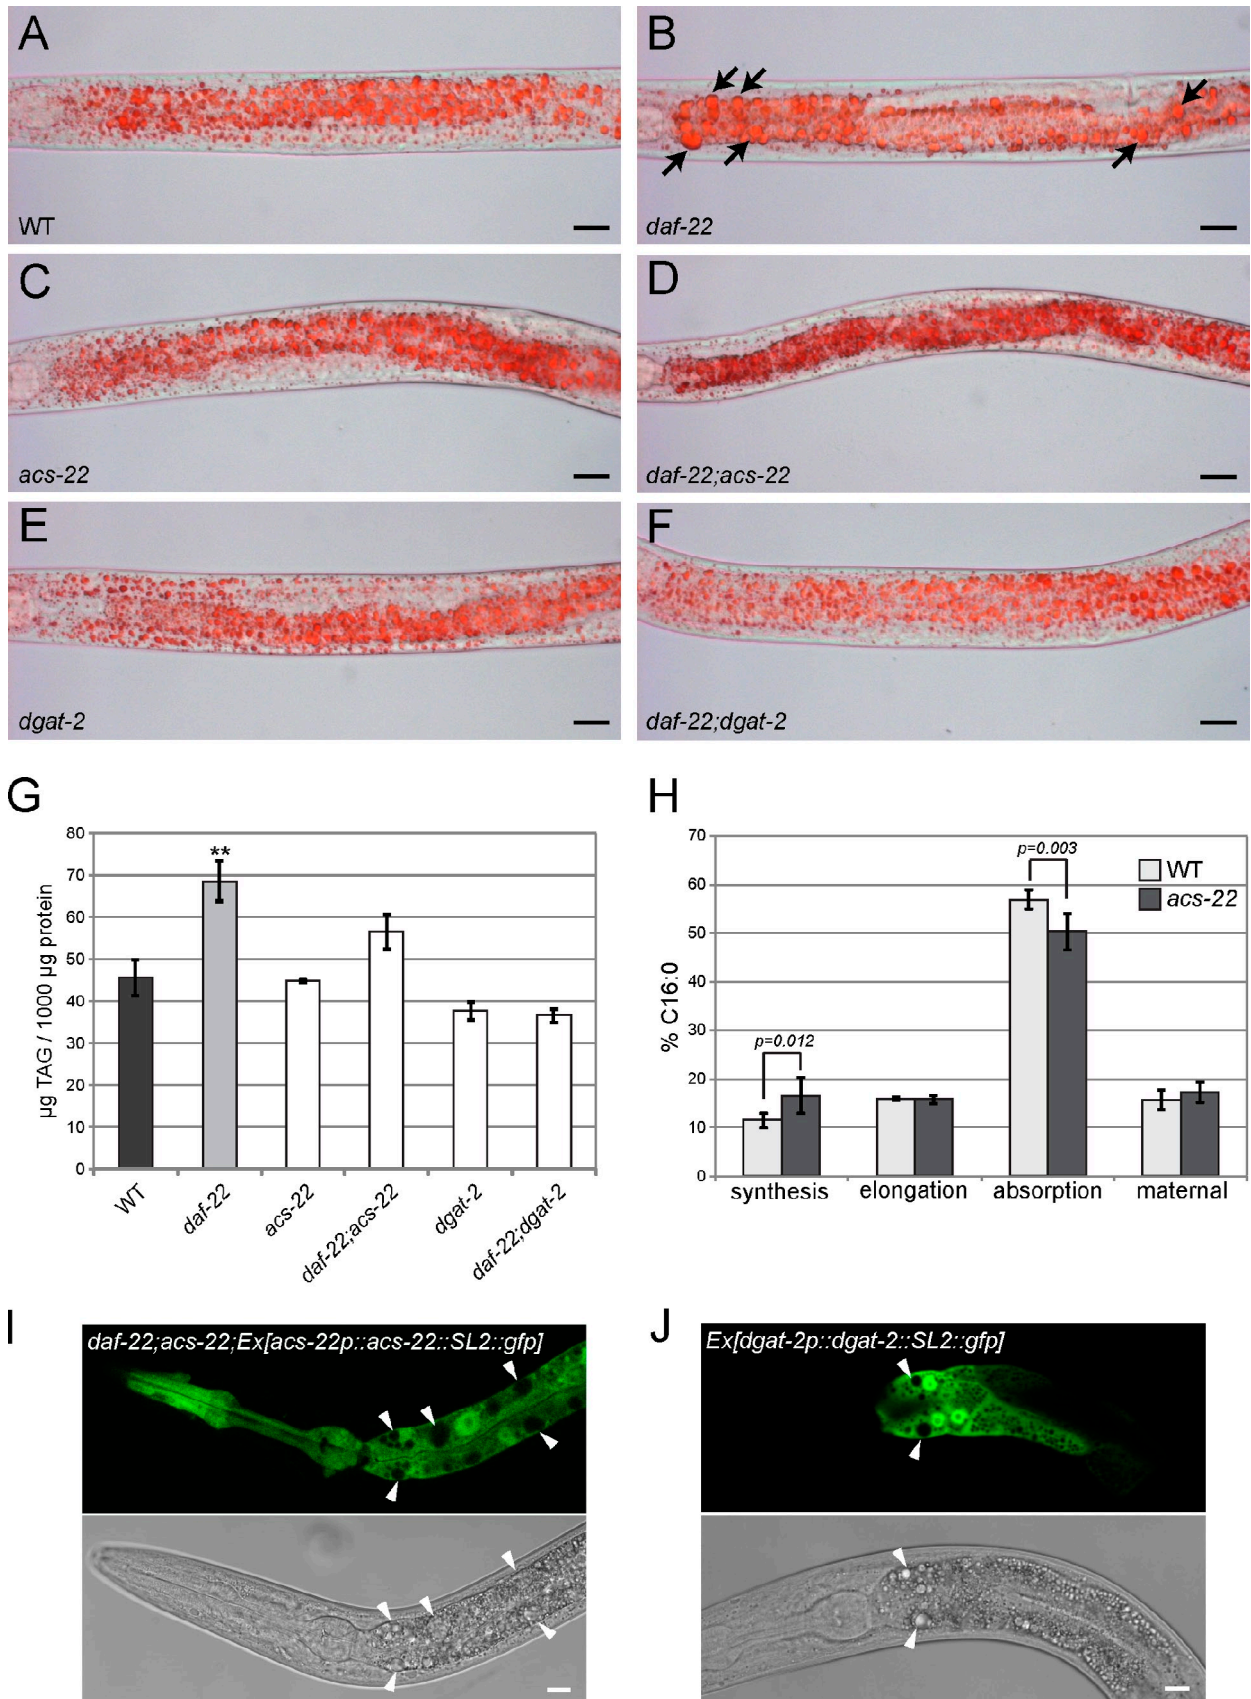 A
WT
B
daf-22
C
acs-22
D
daf-22;acs-22
E
dgat-2
F
daf-22;dgat-2
G
µg TAG / 1000 µg protein
80
70
60
50
40
30
20
10
0
**
WT
daf-22
acs-22
daf-22;acs-22
dgat-2
daf-22;dgat-2
H
% C16:0
70
60
50
40
30
20
10
0
p=0.012
p=0.003
WT
acs-22
synthesis elongation absorption maternal
I
daf-22;acs-22;Ex[acs-22p::acs-22::SL2::gfp]
J
Ex[dgat-2p::dgat-2::SL2::gfp]